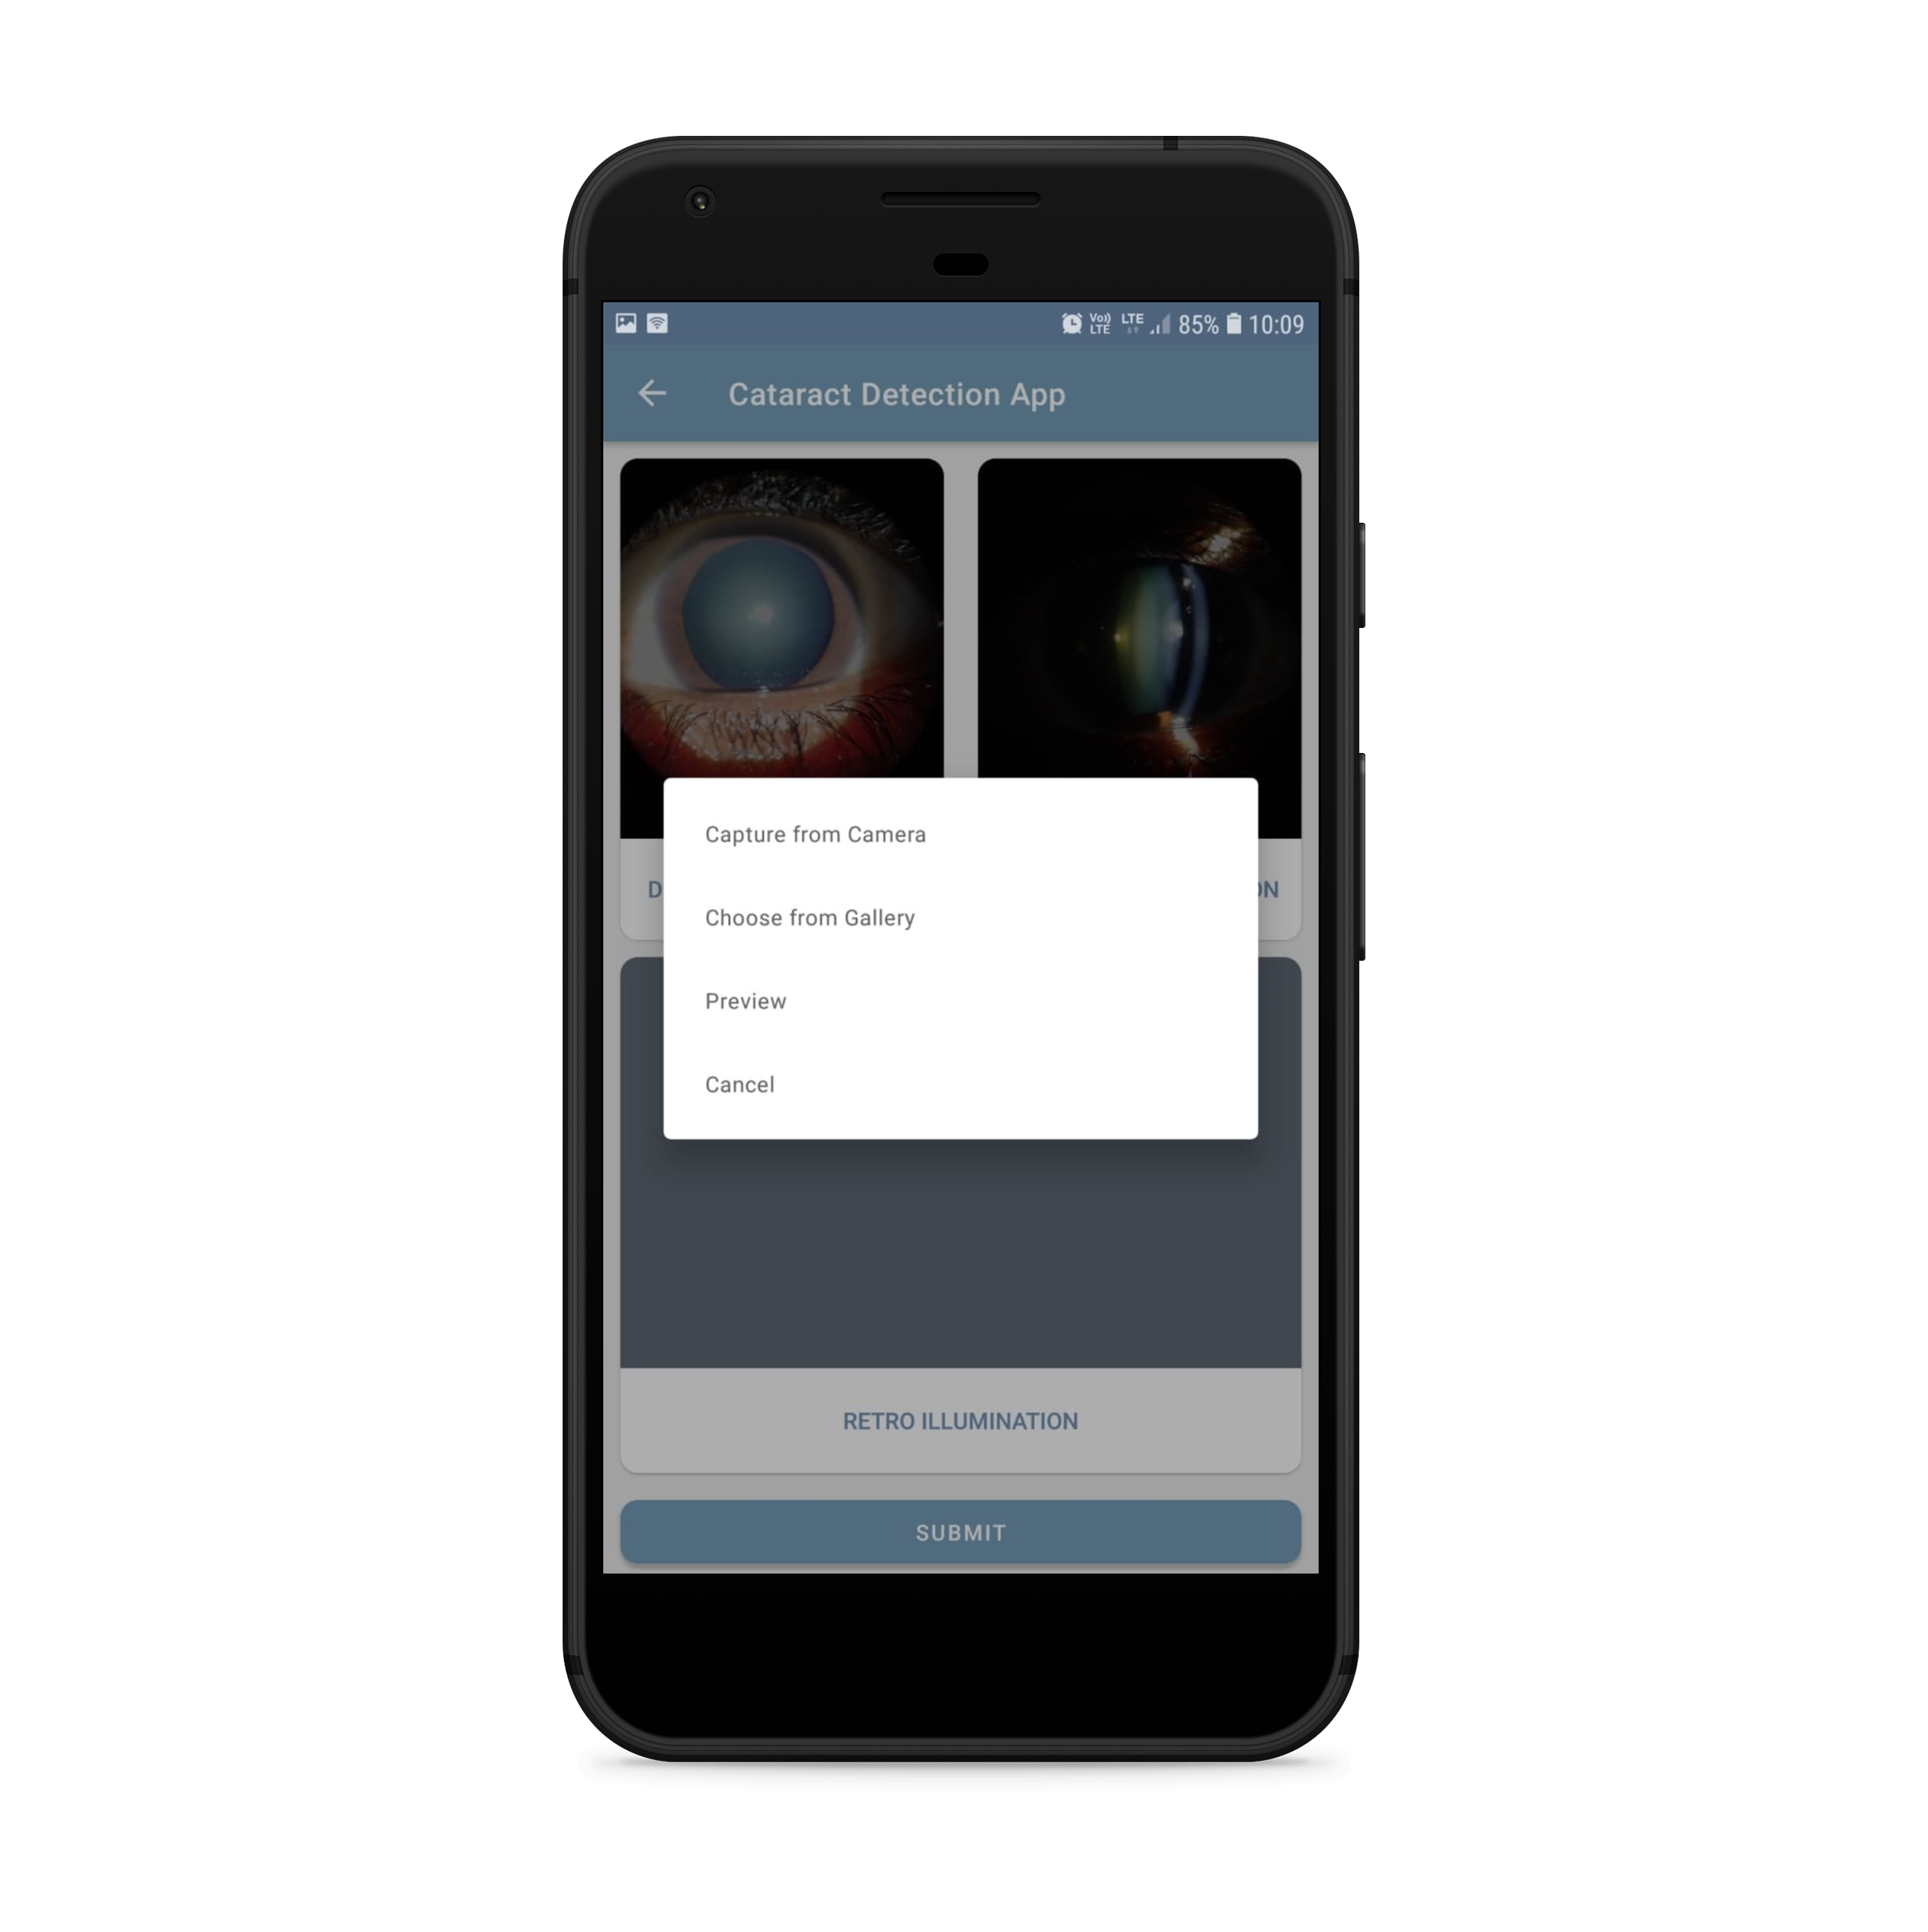 Vo)) LTE LTE 85% 10:09
Cataract Detection App
Capture from Camera
Choose from Gallery
Preview
Cancel
RETRO ILLUMINATION
SUBMIT